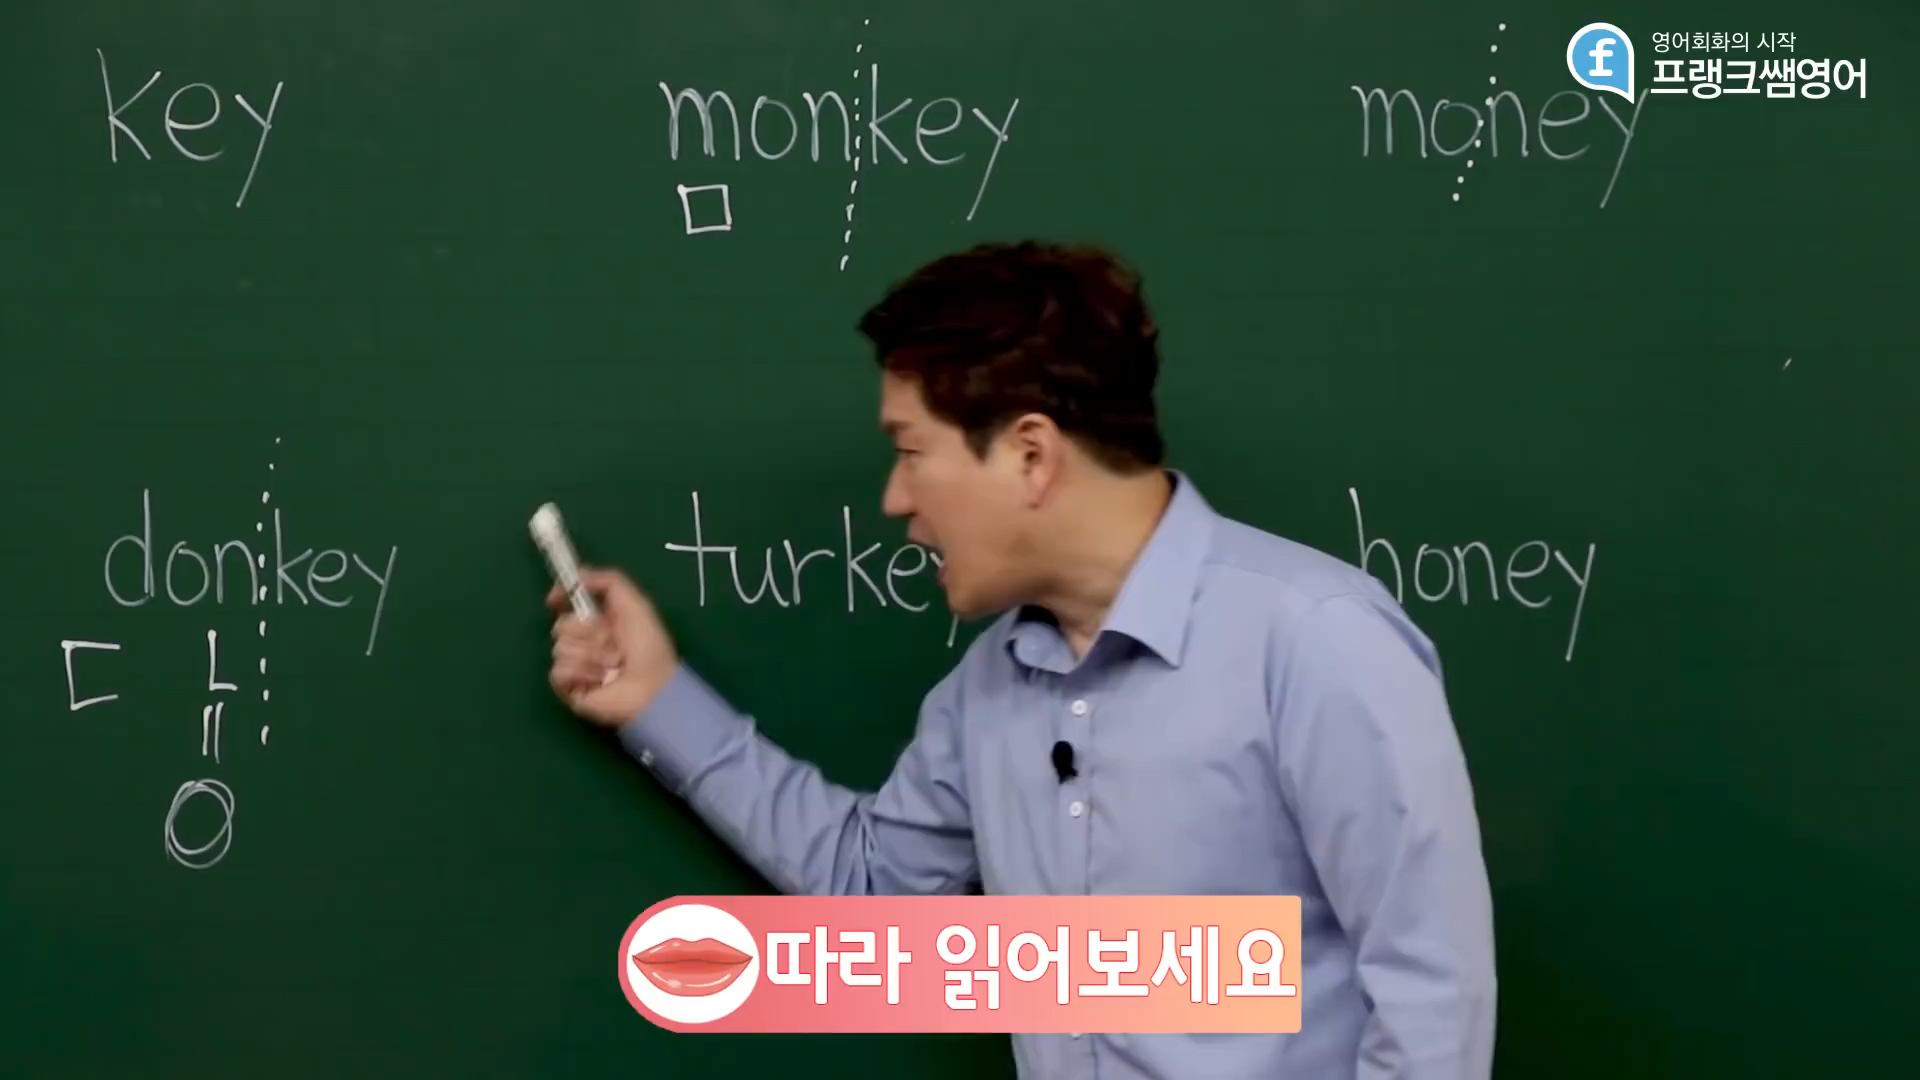 영어회화의 시작
프랭크쌤영어
key
monkey
money
ㅁ
donkey
turkey
honey
ㄷ ㄴ
ㅇ
따라 읽어보세요